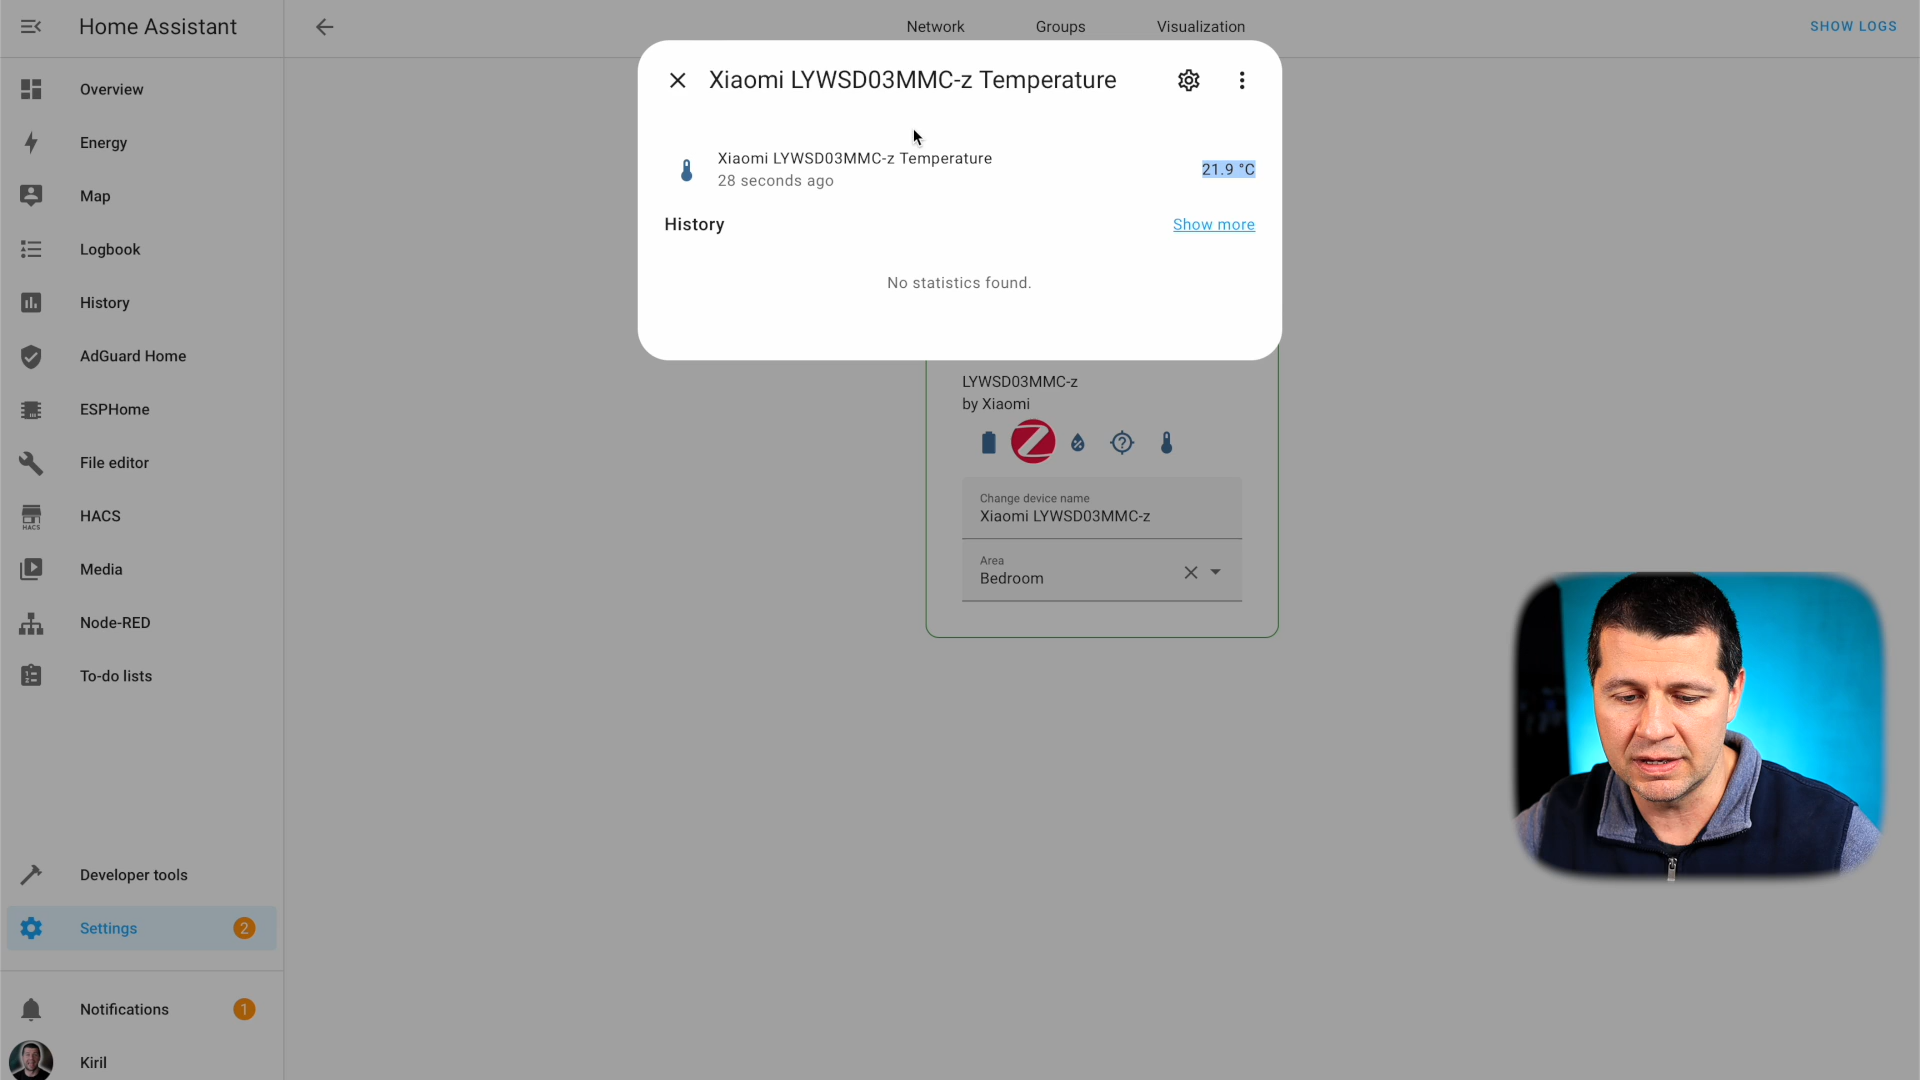 Home Assistant
Network
Groups
Visualization
SHOW LOGS
Overview
Energy
Map
Logbook
History
AdGuard Home
ESPHome
File editor
HACS
HACS
Media
Node-RED
To-do lists
Developer tools
Settings
2
Notifications
1
Kiril
Xiaomi LYWSD03MMC-z Temperature
Xiaomi LYWSD03MMC-z Temperature
28 seconds ago
21.9 °C
History
Show more
No statistics found.
LYWSD03MMC-z
by Xiaomi
Change device name
Xiaomi LYWSD03MMC-z
Area
Bedroom